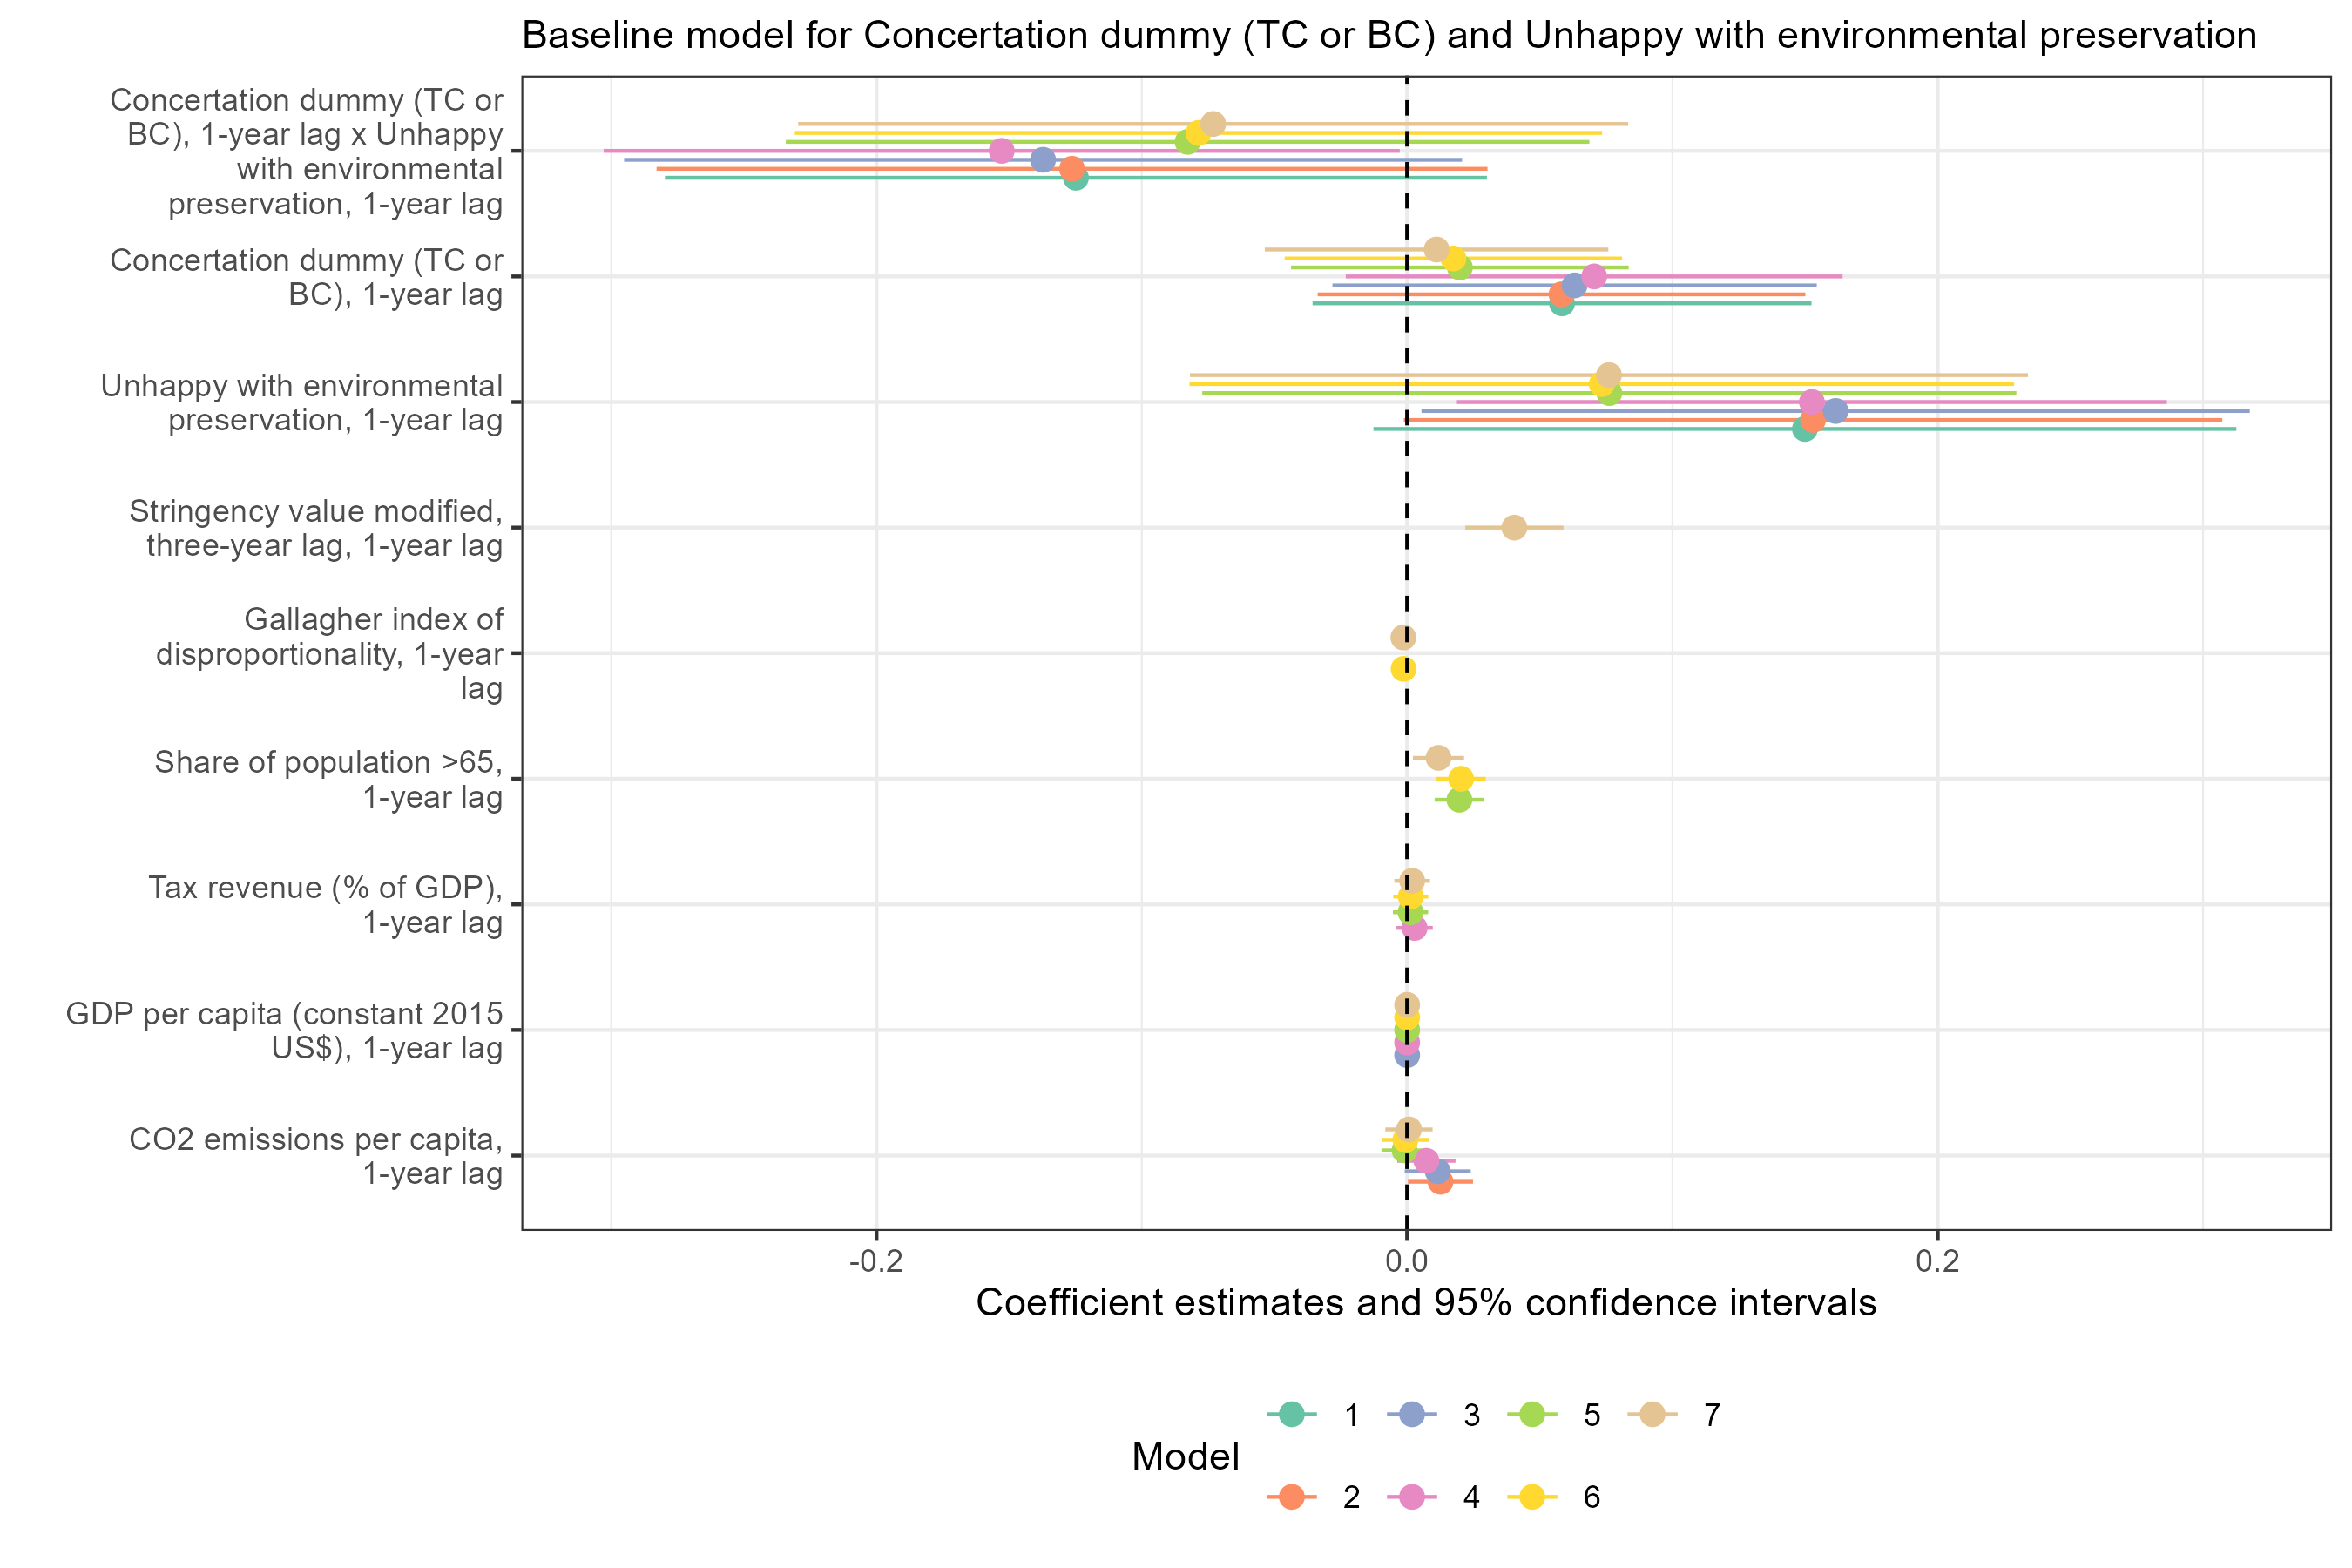 Baseline model for Concertation dummy (TC or BC) and Unhappy with environmental preservation
Concertation dummy (TC or
BC), 1-year lag x Unhappy
with environmental
preservation, 1-year lag
Concertation dummy (TC or
BC), 1-year lag
Unhappy with environmental
preservation, 1-year lag
Stringency value modified,
three-year lag, 1-year lag
Gallagher index of
disproportionality, 1-year
lag
Share of population >65,
1-year lag
Tax revenue (% of GDP),
1-year lag
GDP per capita (constant 2015
US$), 1-year lag
CO2 emissions per capita,
1-year lag
-0.2 0.0 0.2
Coefficient estimates and 95% confidence intervals
Model
1 3 5 7
2 4 6